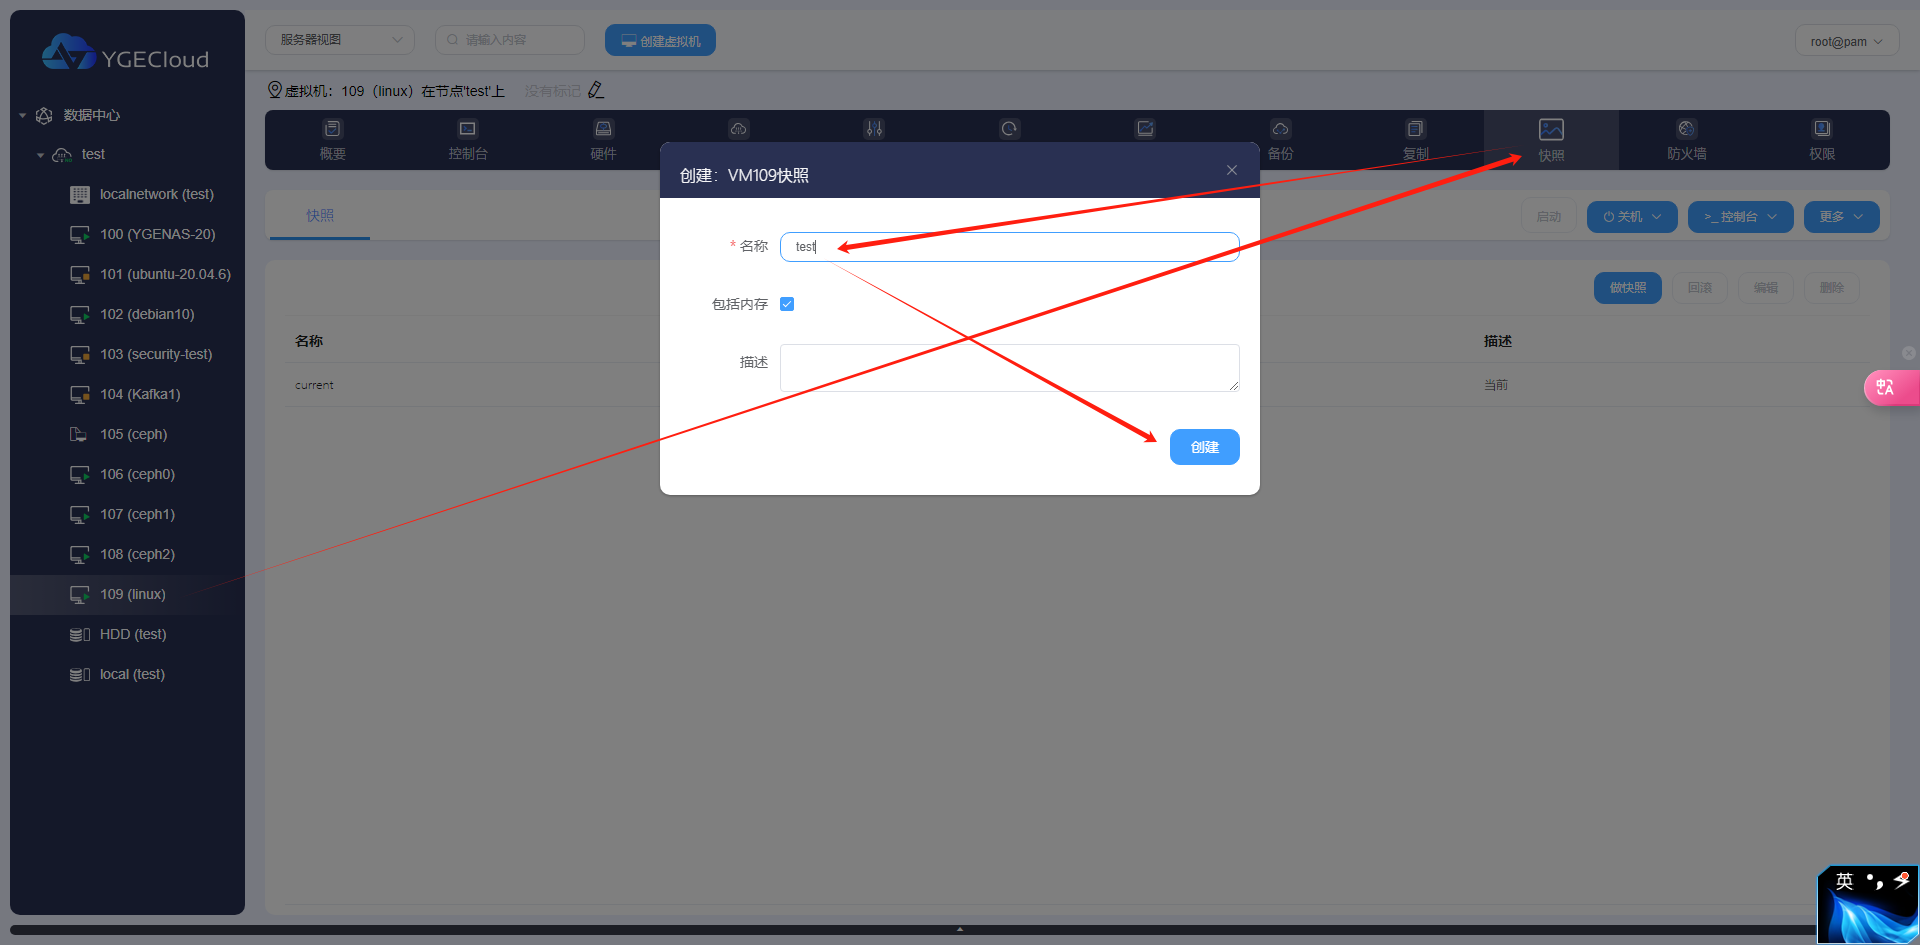 YGECloud
服务器视图
请输入内容
创建虚拟机
root@pam
虚拟机：109（linux）在节点'test'上
没有标记
数据中心
test
localnetwork (test)
100 (YGENAS-20)
101 (ubuntu-20.04.6)
102 (debian10)
103 (security-test)
104 (Kafka1)
105 (ceph)
106 (ceph0)
107 (ceph1)
108 (ceph2)
109 (linux)
HDD (test)
local (test)
概要
控制台
硬件
备份
复制
快照
防火墙
权限
快照
启动
关机
>_ 控制台
更多
做快照
回滚
编辑
删除
名称
描述
current
当前
创建：VM109快照
* 名称
test
包括内存
描述
创建
英